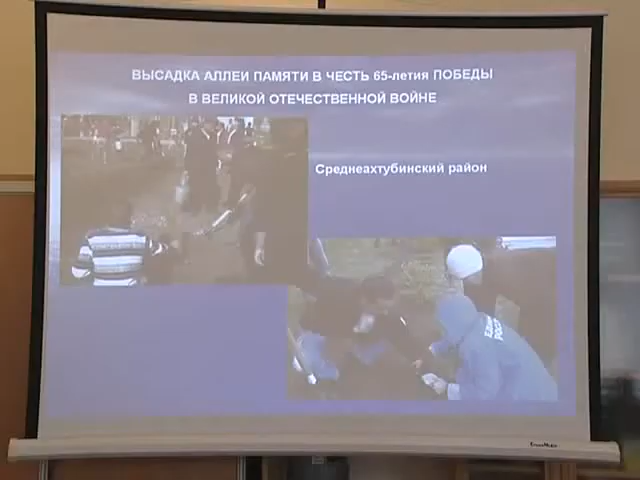 ВЫСАДКА АЛЛЕИ ПАМЯТИ В ЧЕСТЬ 65-летия ПОБЕДЫ
В ВЕЛИКОЙ ОТЕЧЕСТВЕННОЙ ВОЙНЕ
Среднеахтубинский район